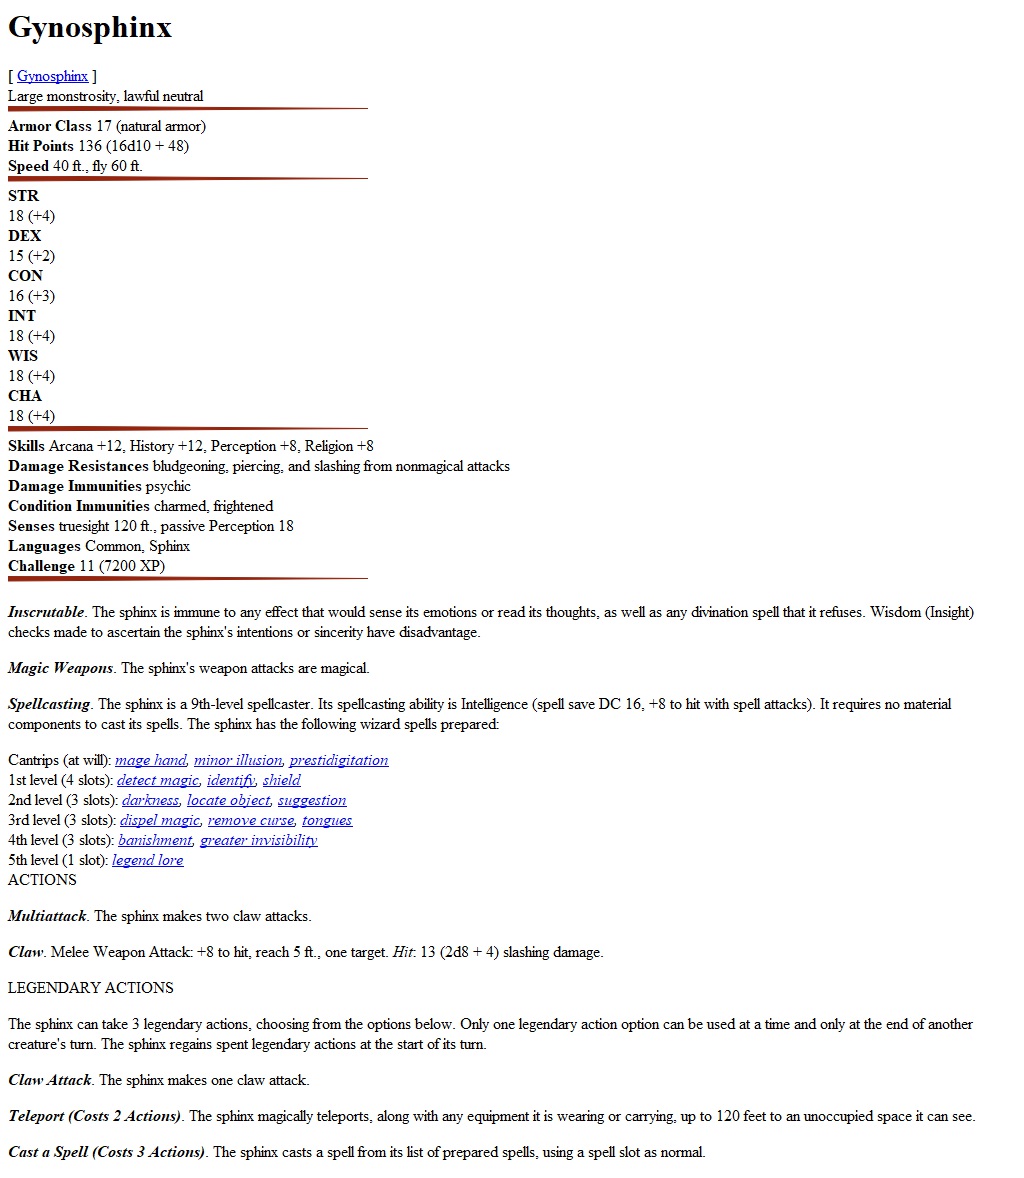 Gynosphinx
[ Gynosphinx ]
Large monstrosity, lawful neutral
Armor Class 17 (natural armor)
Hit Points 136 (16d10 + 48)
Speed 40 ft., fly 60 ft.
STR
18 (+4)
DEX
15 (+2)
CON
16 (+3)
INT
18 (+4)
WIS
18 (+4)
CHA
18 (+4)
Skills Arcana +12, History +12, Perception +8, Religion +8
Damage Resistances bludgeoning, piercing, and slashing from nonmagical attacks
Damage Immunities psychic
Condition Immunities charmed, frightened
Senses truesight 120 ft., passive Perception 18
Languages Common, Sphinx
Challenge 11 (7200 XP)
Inscrutable. The sphinx is immune to any effect that would sense its emotions or read its thoughts, as well as any divination spell that it refuses. Wisdom (Insight)
checks made to ascertain the sphinx's intentions or sincerity have disadvantage.
Magic Weapons. The sphinx's weapon attacks are magical.
Spellcasting. The sphinx is a 9th-level spellcaster. Its spellcasting ability is Intelligence (spell save DC 16, +8 to hit with spell attacks). It requires no material
components to cast its spells. The sphinx has the following wizard spells prepared:
Cantrips (at will): mage hand, minor illusion, prestidigitation
1st level (4 slots): detect magic, identify, shield
2nd level (3 slots): darkness, locate object, suggestion
3rd level (3 slots): dispel magic, remove curse, tongues
4th level (3 slots): banishment, greater invisibility
5th level (1 slot): legend lore
ACTIONS
Multiattack. The sphinx makes two claw attacks.
Claw. Melee Weapon Attack: +8 to hit, reach 5 ft., one target. Hit: 13 (2d8 + 4) slashing damage.
LEGENDARY ACTIONS
The sphinx can take 3 legendary actions, choosing from the options below. Only one legendary action option can be used at a time and only at the end of another
creature's turn. The sphinx regains spent legendary actions at the start of its turn.
Claw Attack. The sphinx makes one claw attack.
Teleport (Costs 2 Actions). The sphinx magically teleports, along with any equipment it is wearing or carrying, up to 120 feet to an unoccupied space it can see.
Cast a Spell (Costs 3 Actions). The sphinx casts a spell from its list of prepared spells, using a spell slot as normal.